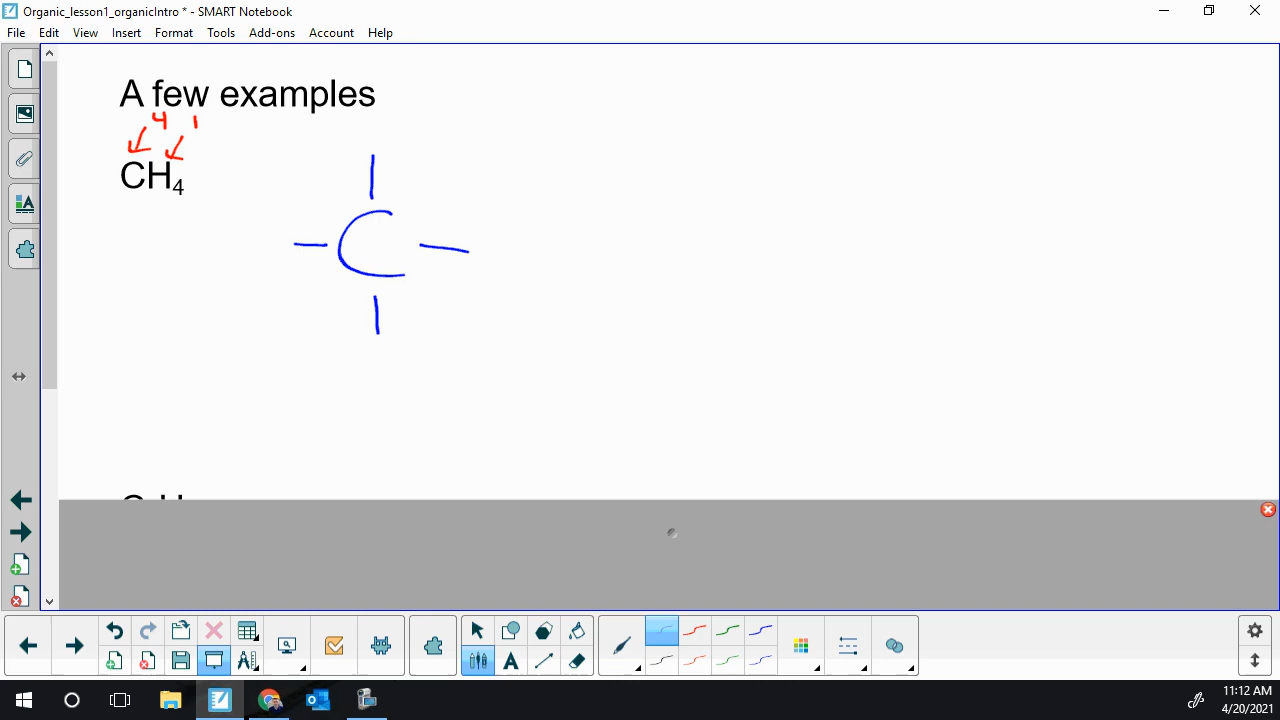 Organic_lesson1_organicIntro * - SMART Notebook
File Edit View Insert Format Tools Add-ons Account Help
A few examples
4 1
CH₄
C
11:12 AM
4/20/2021